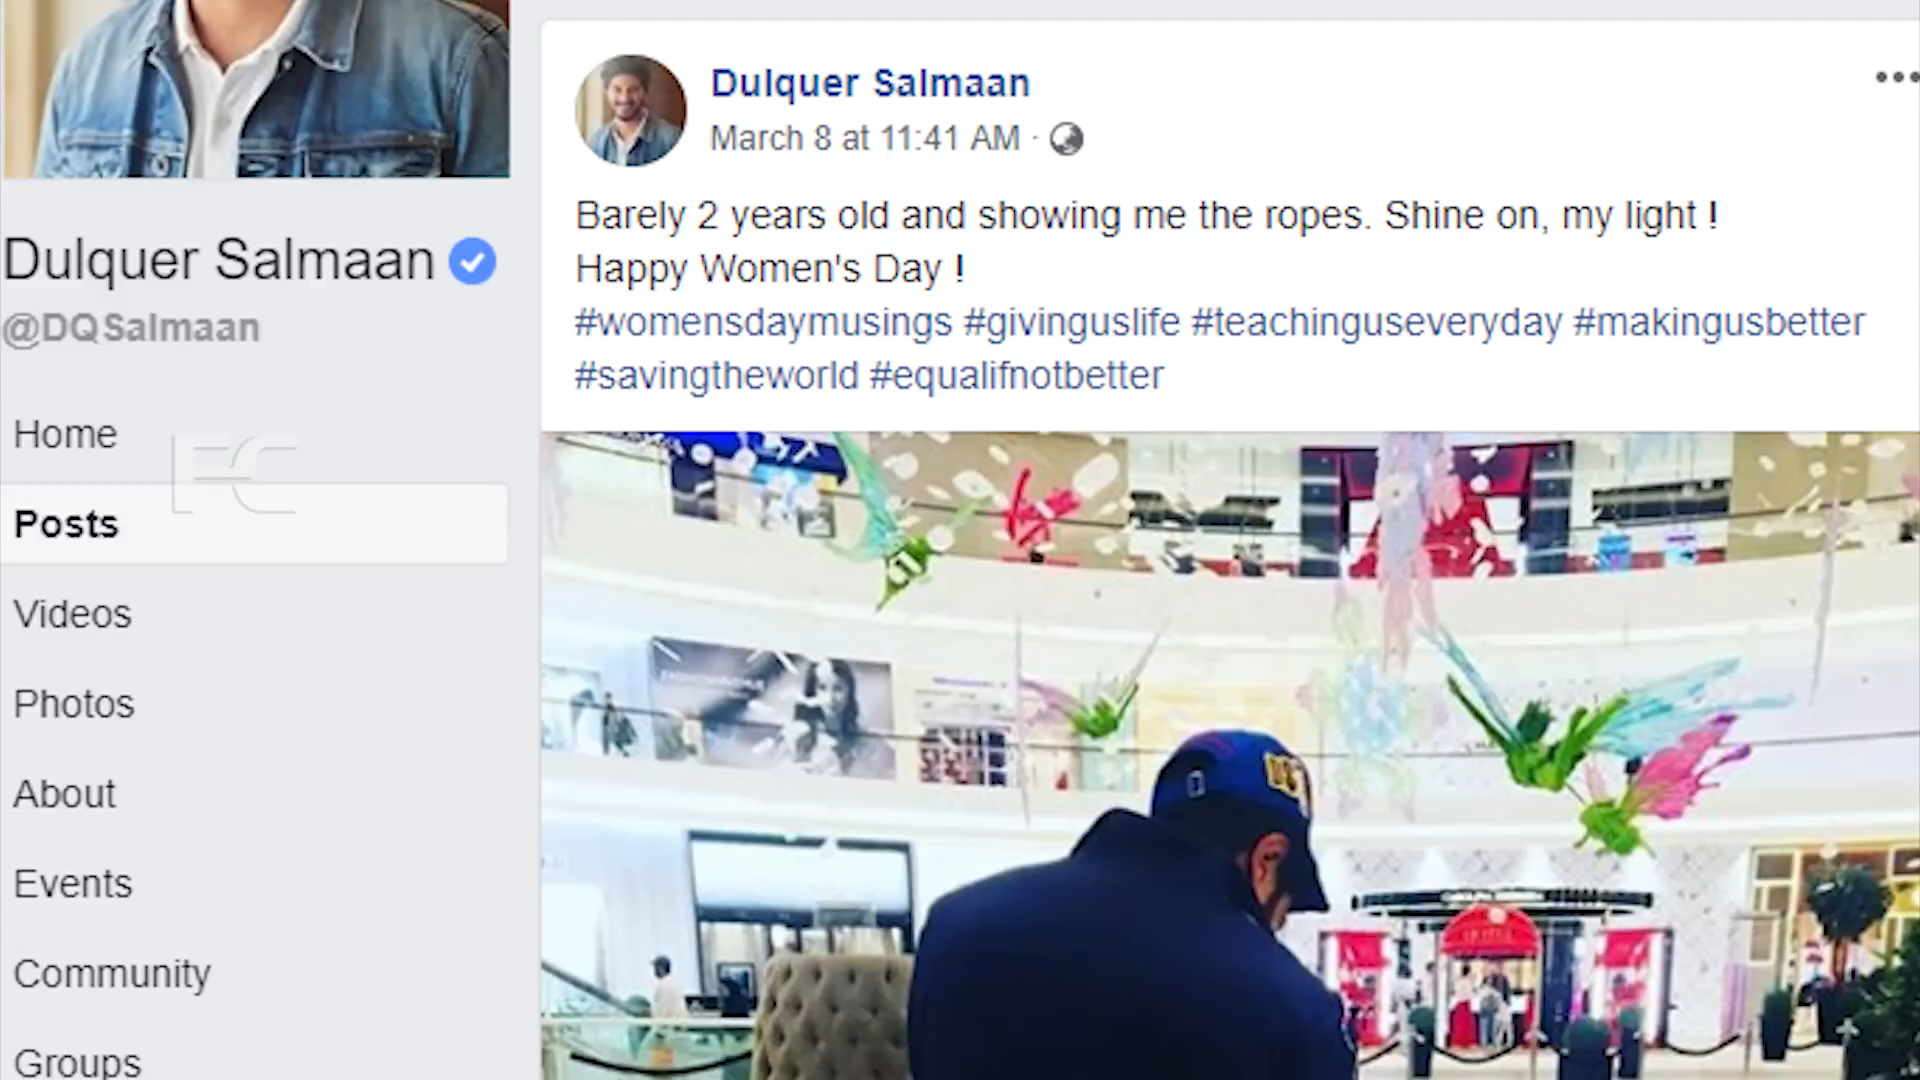 Dulquer Salmaan
@DQSalmaan
Home
Posts
Videos
Photos
About
Events
Community
Groups
FC
Dulquer Salmaan
March 8 at 11:41 AM ·
Barely 2 years old and showing me the ropes. Shine on, my light !
Happy Women's Day !
#womensdaymusings #givinguslife #teachinguseveryday #makingusbetter
#savingtheworld #equalifnotbetter